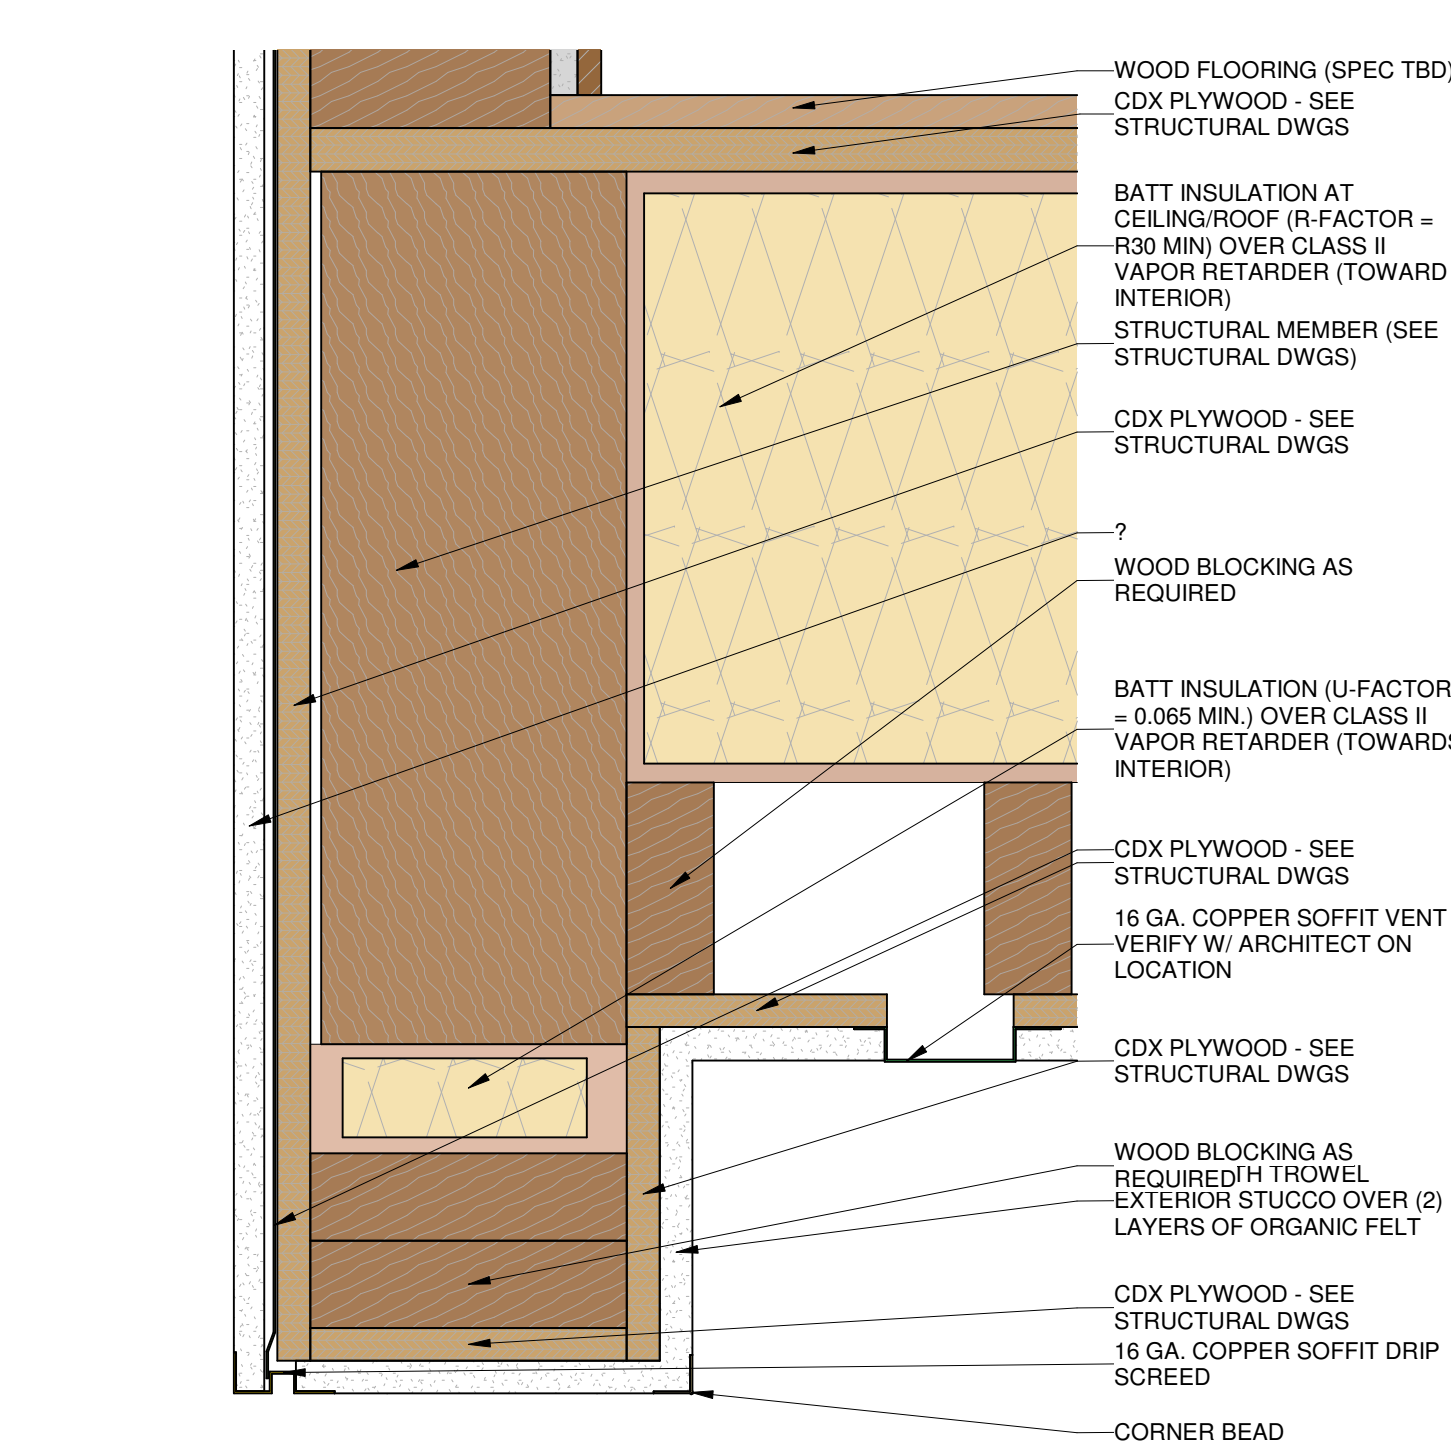 WOOD FLOORING (SPEC TBD)
CDX PLYWOOD - SEE
STRUCTURAL DWGS
BATT INSULATION AT
CEILING/ROOF (R-FACTOR =
R30 MIN) OVER CLASS II
VAPOR RETARDER (TOWARD
INTERIOR)
STRUCTURAL MEMBER (SEE
STRUCTURAL DWGS)
CDX PLYWOOD - SEE
STRUCTURAL DWGS
?
WOOD BLOCKING AS
REQUIRED
BATT INSULATION (U-FACTOR
= 0.065 MIN.) OVER CLASS II
VAPOR RETARDER (TOWARDS
INTERIOR)
CDX PLYWOOD - SEE
STRUCTURAL DWGS
16 GA. COPPER SOFFIT VENT
VERIFY W/ ARCHITECT ON
LOCATION
CDX PLYWOOD - SEE
STRUCTURAL DWGS
WOOD BLOCKING AS
REQUIRED TH TROWEL
EXTERIOR STUCCO OVER (2)
LAYERS OF ORGANIC FELT
CDX PLYWOOD - SEE
STRUCTURAL DWGS
16 GA. COPPER SOFFIT DRIP
SCREED
CORNER BEAD